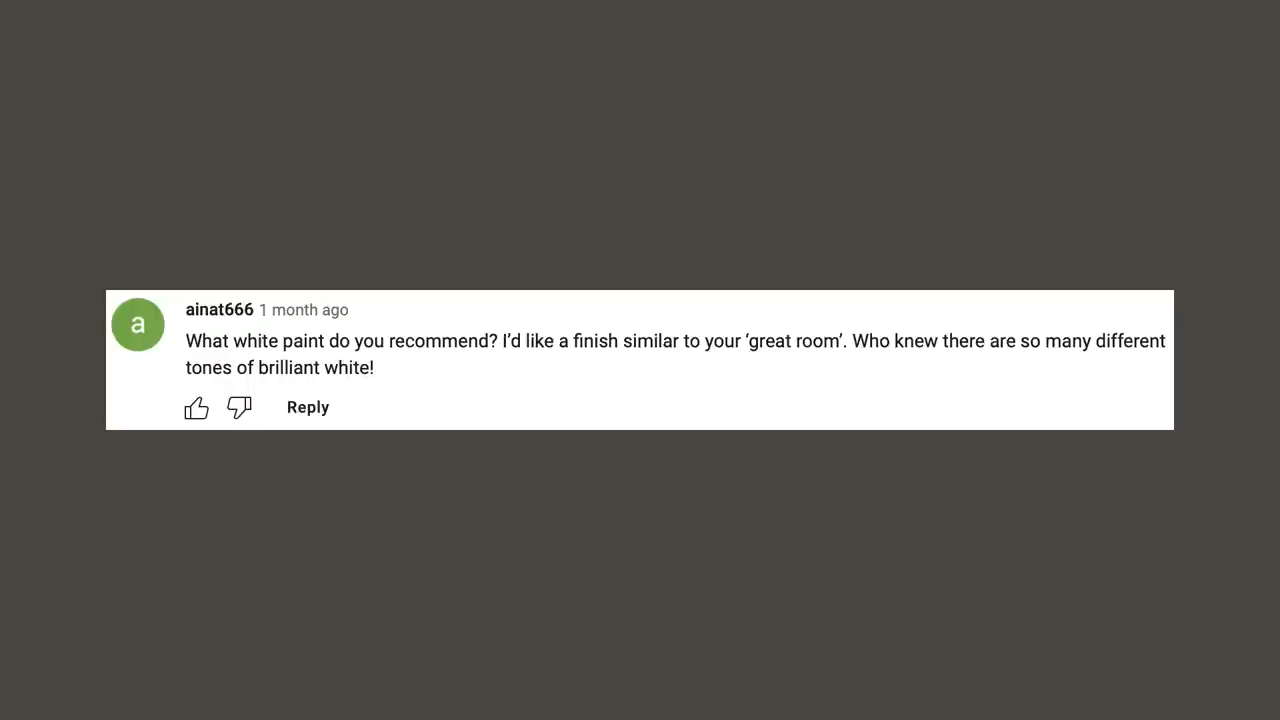 a
ainat666 1 month ago
What white paint do you recommend? I’d like a finish similar to your ‘great room’. Who knew there are so many different
tones of brilliant white!
Reply